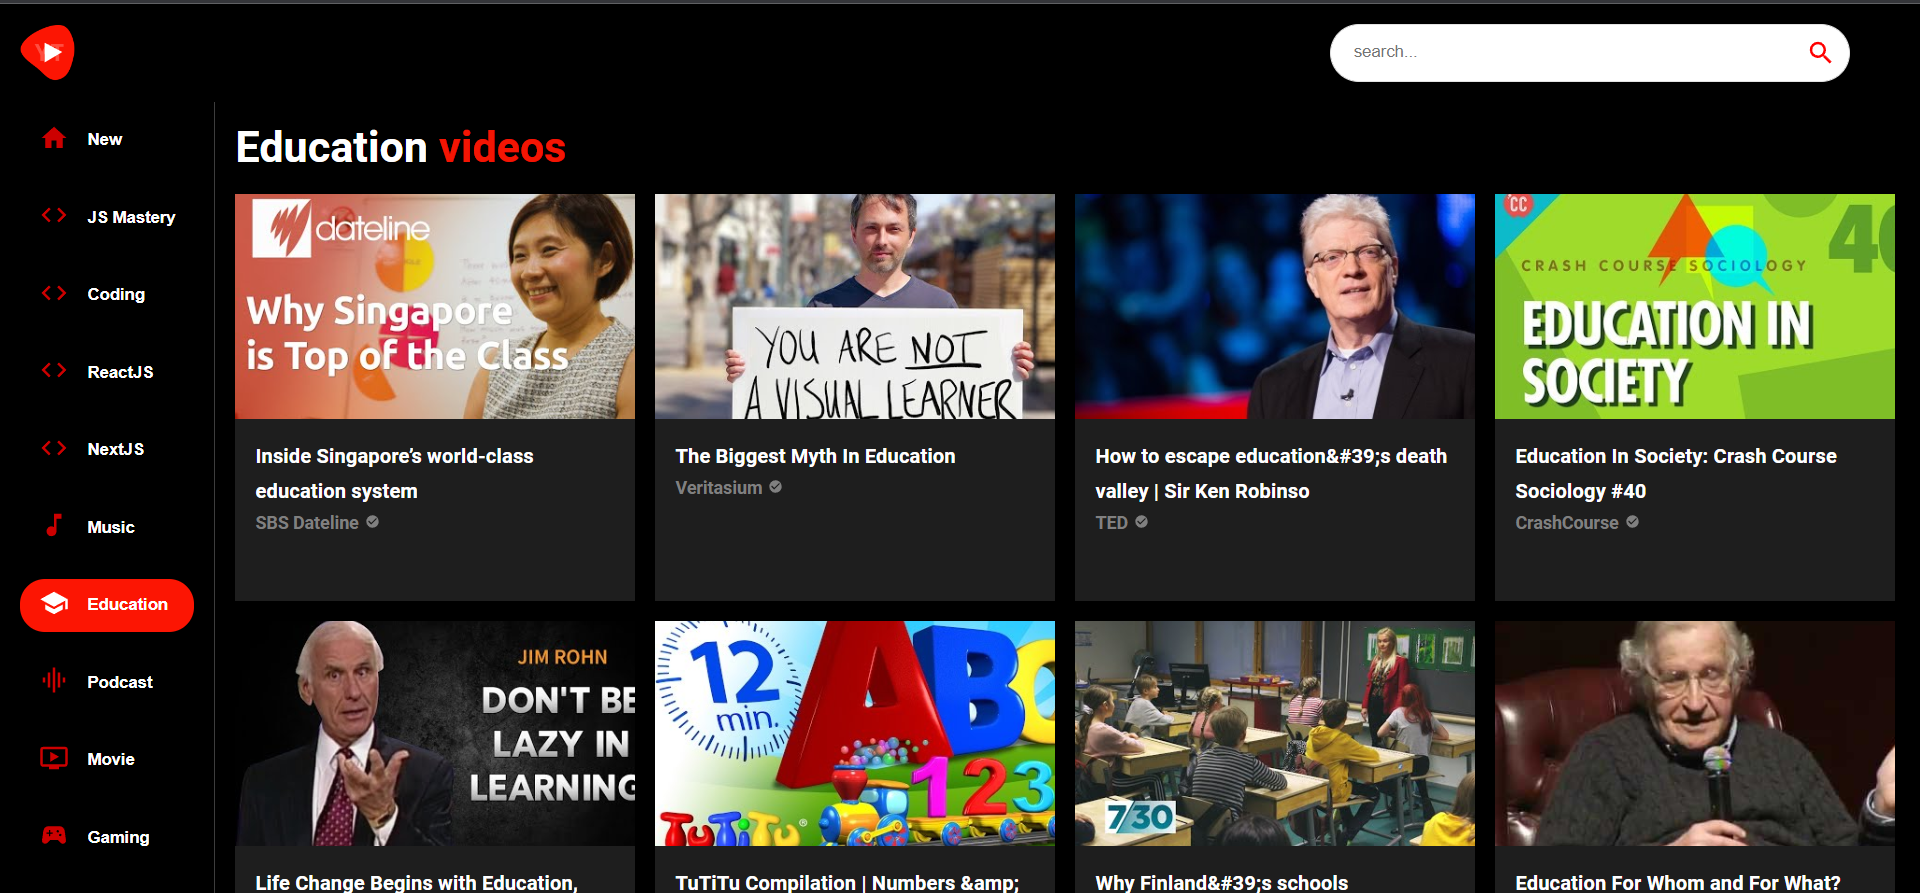 YT
search...
New
JS Mastery
Coding
ReactJS
NextJS
Music
Education
Podcast
Movie
Gaming
Education videos
dateline
Why Singapore
is Top of the Class
Inside Singapore’s world-class
education system
SBS Dateline
YOU ARE NOT
A VISUAL LEARNER
The Biggest Myth In Education
Veritasium
How to escape education&#39;s death
valley | Sir Ken Robinso
TED
CC
40
CRASH COURSE SOCIOLOGY
EDUCATION IN
SOCIETY
Education In Society: Crash Course
Sociology #40
CrashCourse
JIM ROHN
DON'T BE
LAZY IN
LEARNING
Life Change Begins with Education,
12
min.
ABC
123
TuTiTu®
TuTiTu Compilation | Numbers &amp;
7/30
Why Finland&#39;s schools
Education For Whom and For What?